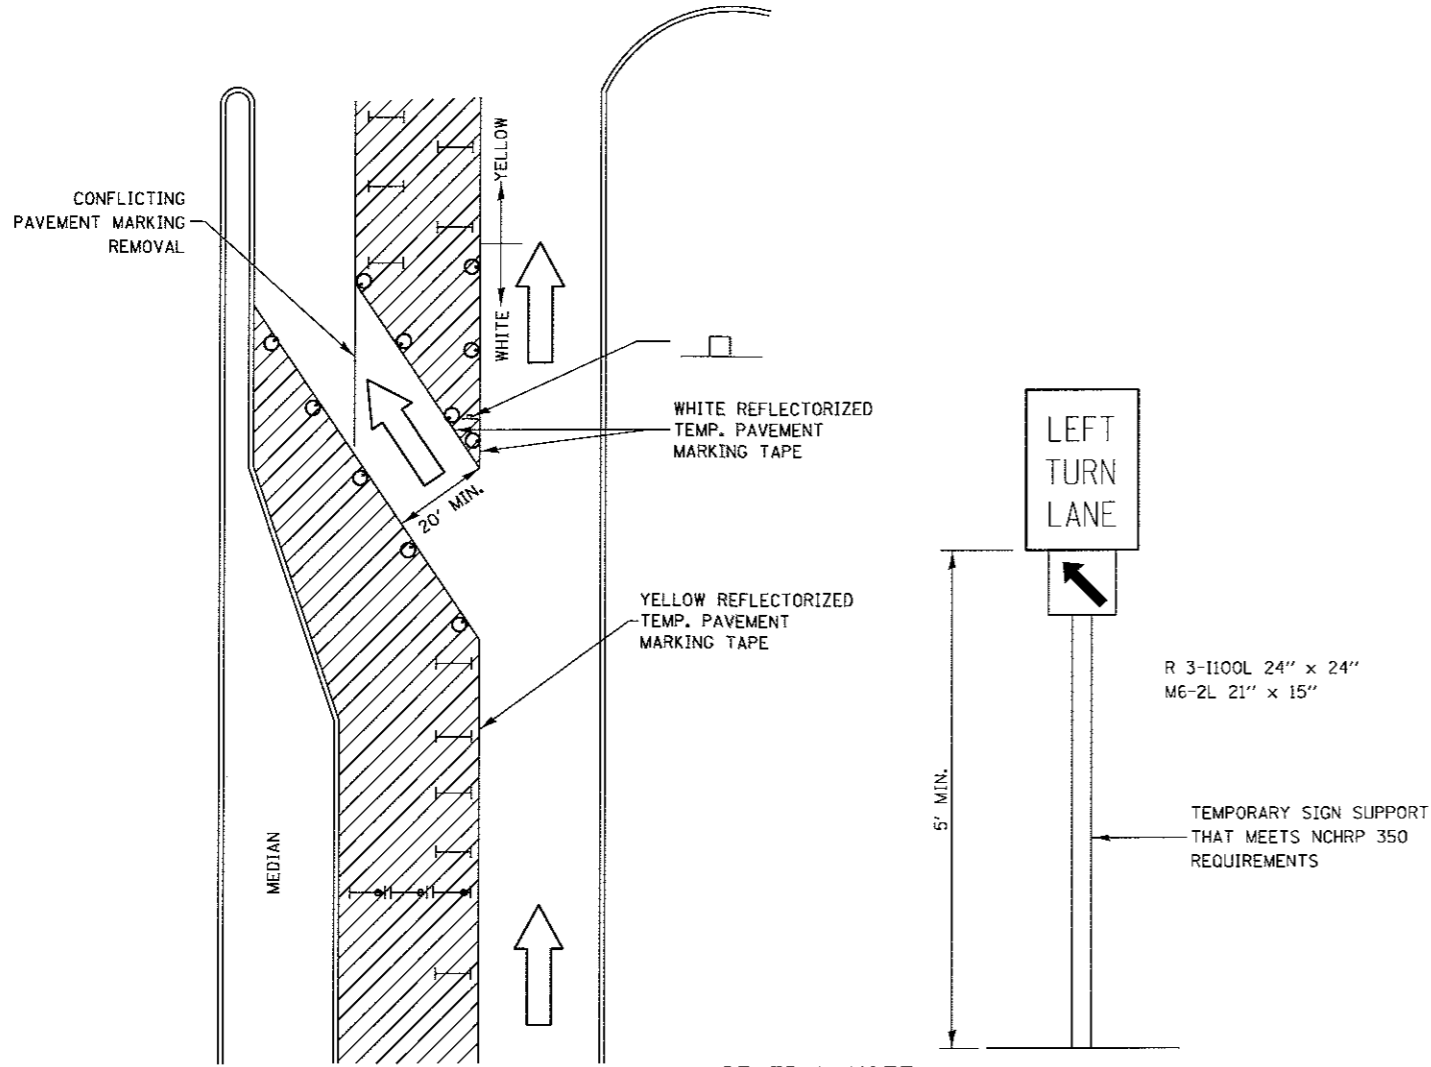 CONFLICTING
PAVEMENT MARKING
REMOVAL
YELLOW
WHITE
WHITE REFLECTORIZED
TEMP. PAVEMENT
MARKING TAPE
20' MIN.
YELLOW REFLECTORIZED
TEMP. PAVEMENT
MARKING TAPE
MEDIAN
LEFT
TURN
LANE
R 3-I100L 24" x 24"
M6-2L 21" x 15"
5' MIN.
TEMPORARY SIGN SUPPORT
THAT MEETS NCHRP 350
REQUIREMENTS